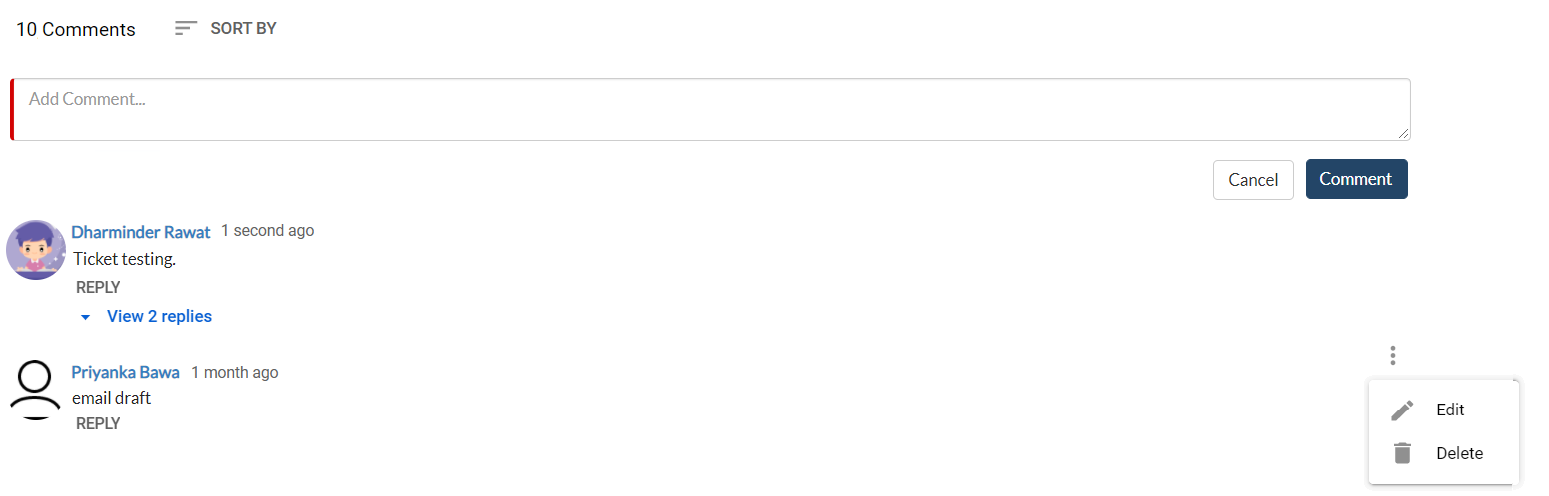 10 Comments SORT BY
Add Comment...
Cancel Comment
Dharminder Rawat 1 second ago
Ticket testing.
REPLY
View 2 replies
Priyanka Bawa 1 month ago
email draft
REPLY
Edit
Delete